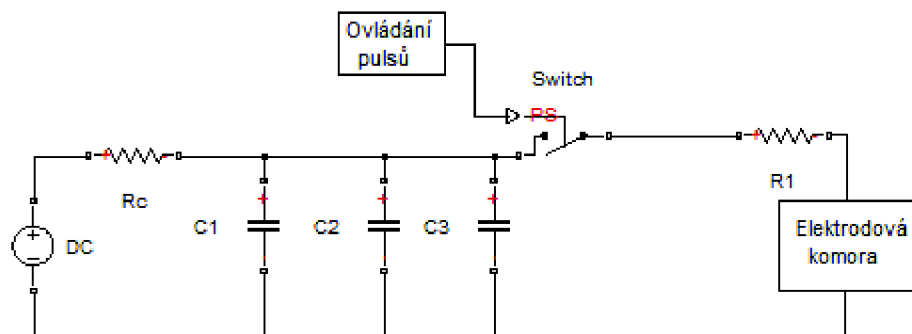 Ovládání
pulsů
Switch
PS
Rc
R1
DC
C1
C2
C3
Elektrodová
komora